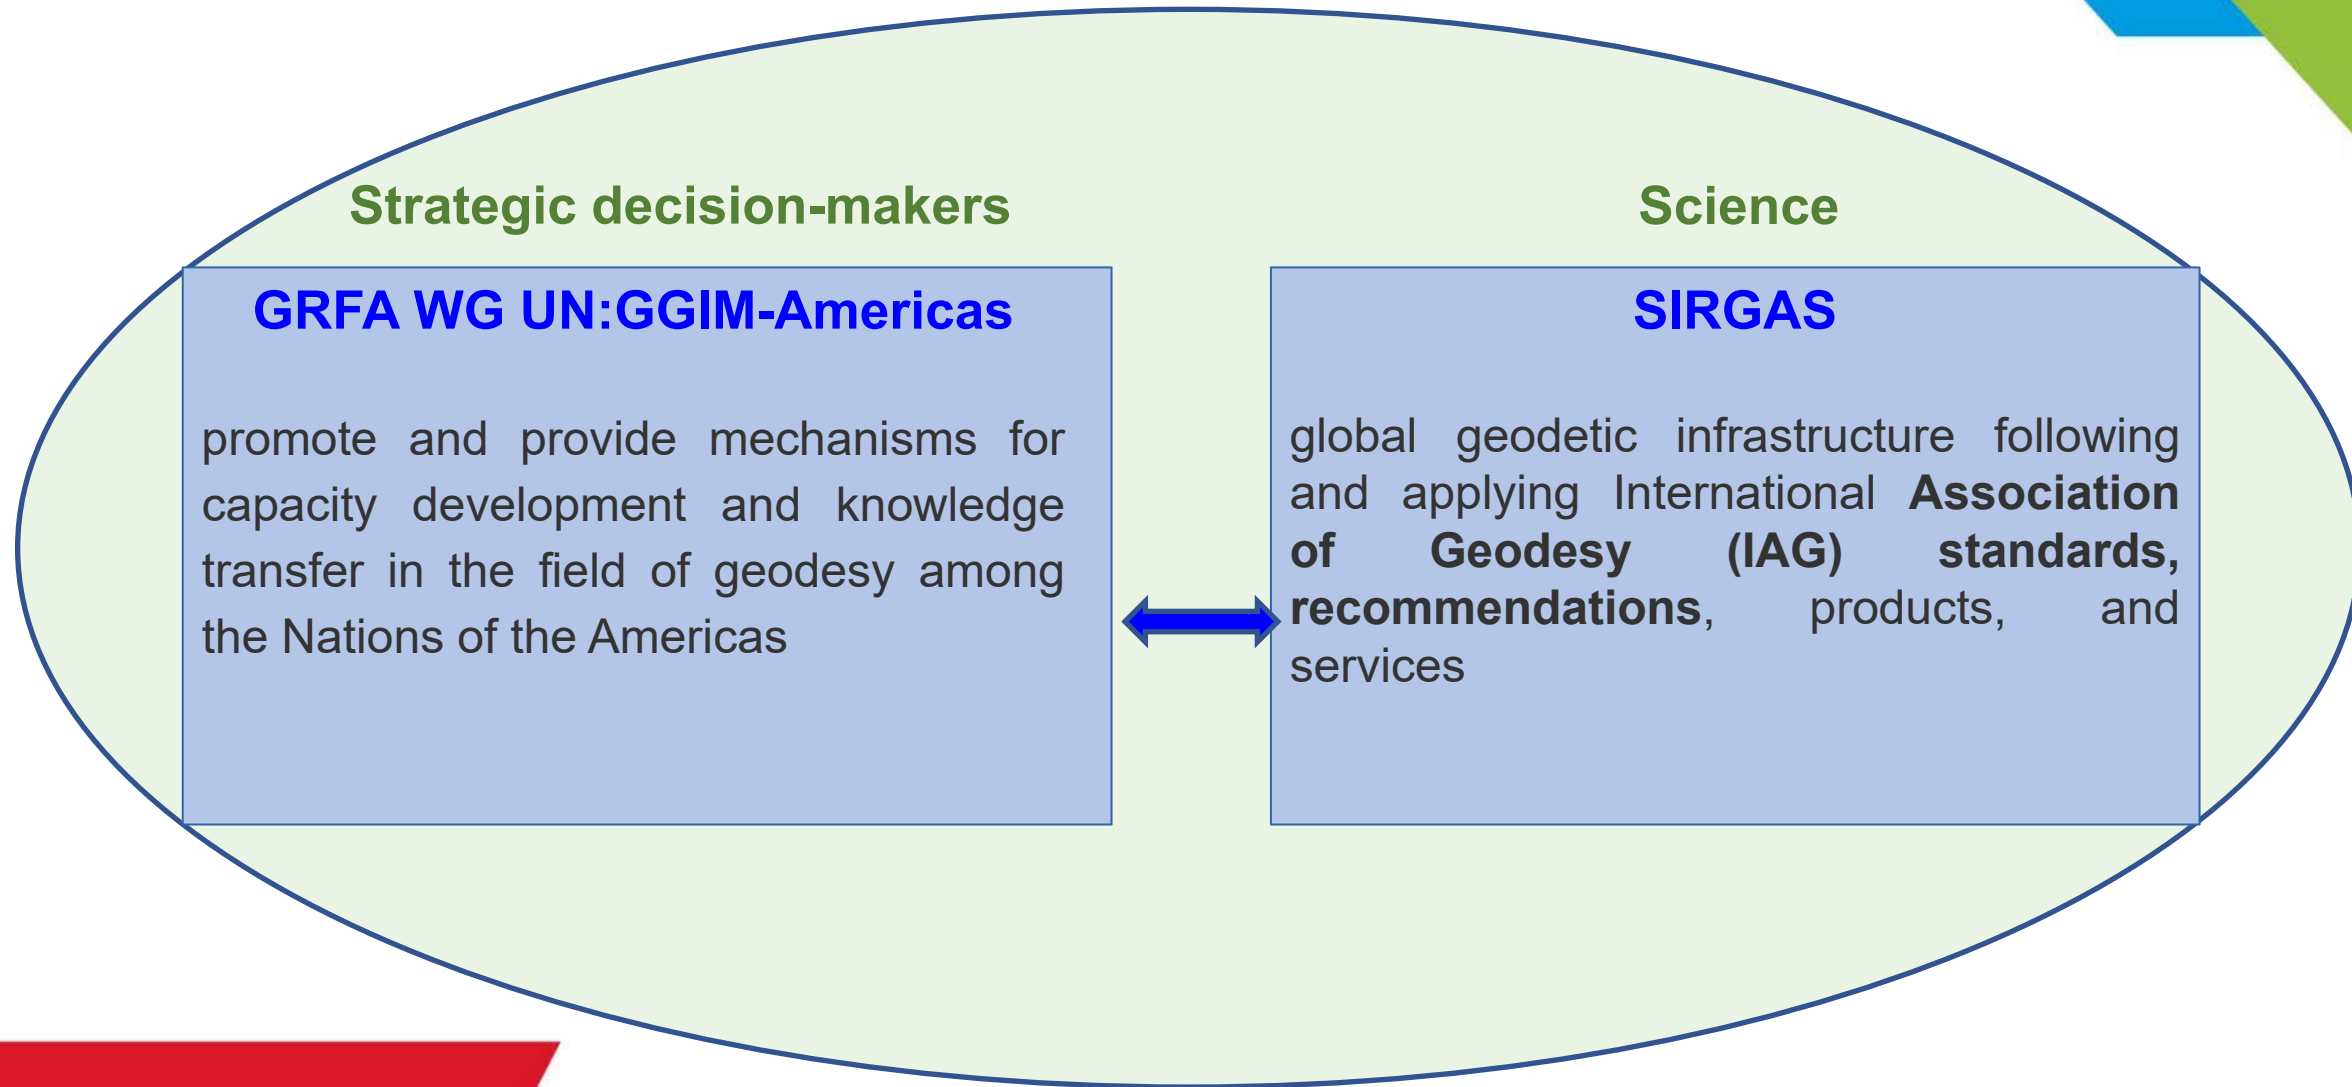 Strategic decision-makers
GRFA WG UN:GGIM-Americas
promote and provide mechanisms for
capacity development and knowledge
transfer in the field of geodesy among
the Nations of the Americas
Science
SIRGAS
global geodetic infrastructure following
and applying International Association
of Geodesy (IAG) standards,
recommendations, products, and
services